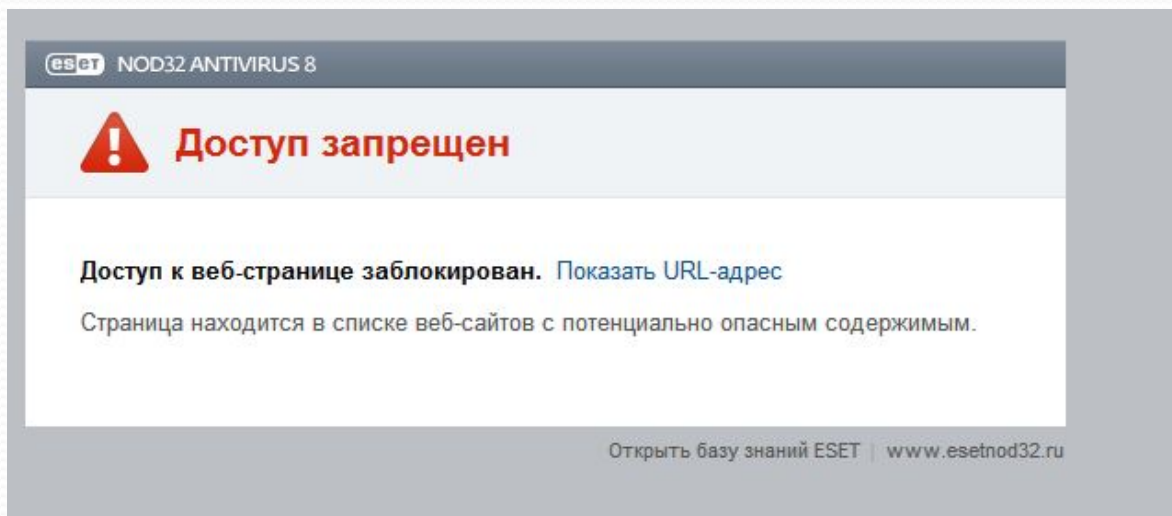 eset NOD32 ANTIVIRUS 8
Доступ запрещен
Доступ к веб-странице заблокирован. Показать URL-адрес
Страница находится в списке веб-сайтов с потенциально опасным содержимым.
Открыть базу знаний ESET | www.esetnod32.ru